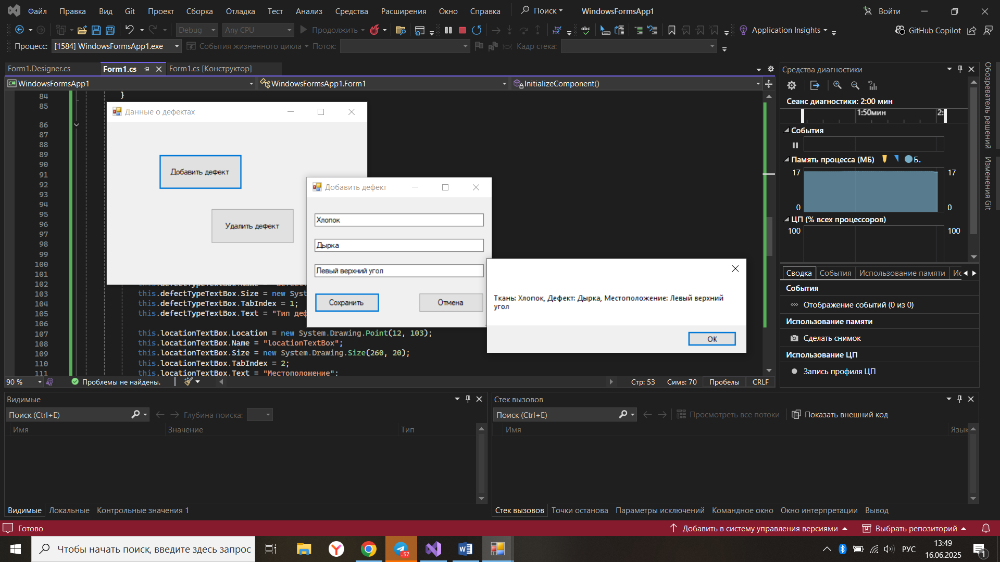 Файл Правка Вид Git Проект Сборка Отладка Тест Анализ Средства Расширения Окно Справка Поиск WindowsFormsApp1 Войти
Debug Any CPU Продолжить Application Insights GitHub Copilot
Процесс: [1584] WindowsFormsApp1.exe События жизненного цикла Поток: Кадр стека:
Form1.Designer.cs Form1.cs Form1.cs [Конструктор]
WindowsFormsApp1 WindowsFormsApp1.Form1 InitializeComponent()
84 }
85
86
87
88
89
90
91
92
93
94
95
96
97
98
99
100
101
102
103 this.defectTypeTextBox.Size = new Syst
104 this.defectTypeTextBox.TabIndex = 1;
105 this.defectTypeTextBox.Text = "Тип деф
106
107 this.locationTextBox.Location = new System.Drawing.Point(12, 103);
108 this.locationTextBox.Name = "locationTextBox";
109 this.locationTextBox.Size = new System.Drawing.Size(260, 20);
110 this.locationTextBox.TabIndex = 2;
111 this.locationTextBox.Text = "Местоположение";
Данные о дефектах
Добавить дефект
Удалить дефект
Добавить дефект
Хлопок
Дырка
Левый верхний угол
Сохранить Отмена
Ткань: Хлопок, Дефект: Дырка, Местоположение: Левый верхний
угол
OK
90 % Проблемы не найдены. Стр: 53 Симв: 70 Пробелы CRLF
Средства диагностики
Сеанс диагностики: 2:00 мин
1:50мин 2:
События
Память процесса (МБ) Б..
17 17
0 0
ЦП (% всех процессоров)
100 100
Сводка События Использование памяти Ис
События
Отображение событий (0 из 0)
Использование памяти
Сделать снимок
Использование ЦП
Запись профиля ЦП
Обозреватель решений
Изменения Git
Видимые
Поиск (Ctrl+E) Глубина поиска:
Имя Значение Тип
Видимые Локальные Контрольные значения 1
Стек вызовов
Поиск (Ctrl+E) Просмотреть все потоки Показать внешний код
Имя Язык
Стек вызовов Точки останова Параметры исключений Командное окно Окно интерпретации Вывод
Готово Добавить в систему управления версиями Выбрать репозиторий
Чтобы начать поиск, введите здесь запрос
..57
РУС
13:49
16.06.2025
1